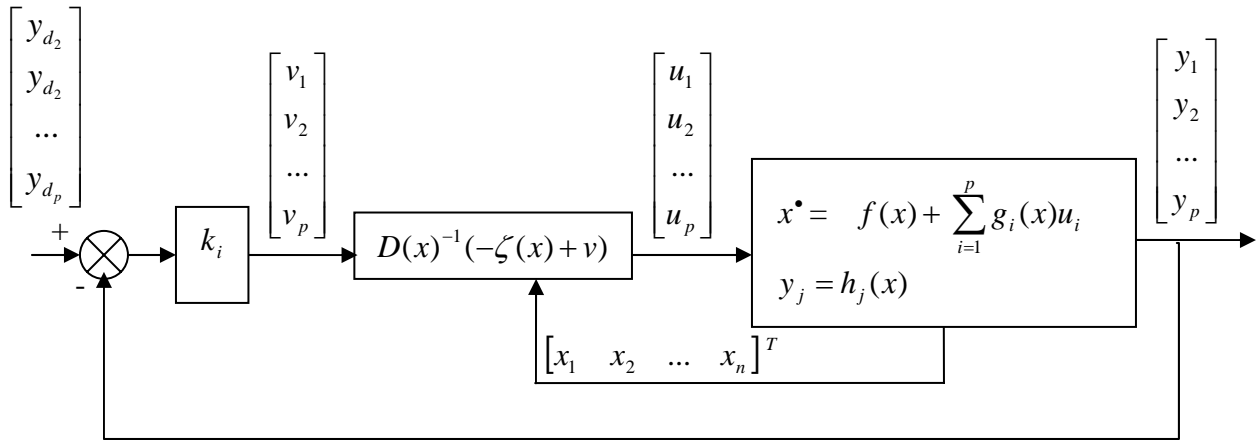 [y_{d_2} y_{d_2} ... y_{d_p}]
[v_1 v_2 ... v_p]
[u_1 u_2 ... u_p]
[y_1 y_2 ... y_p]
+
-
k_i
D(x)^{-1}(-ζ(x) + v)
x^• = f(x) + \sum_{i=1}^{p} g_i(x)u_i
y_j = h_j(x)
[x_1 x_2 ... x_n]^T